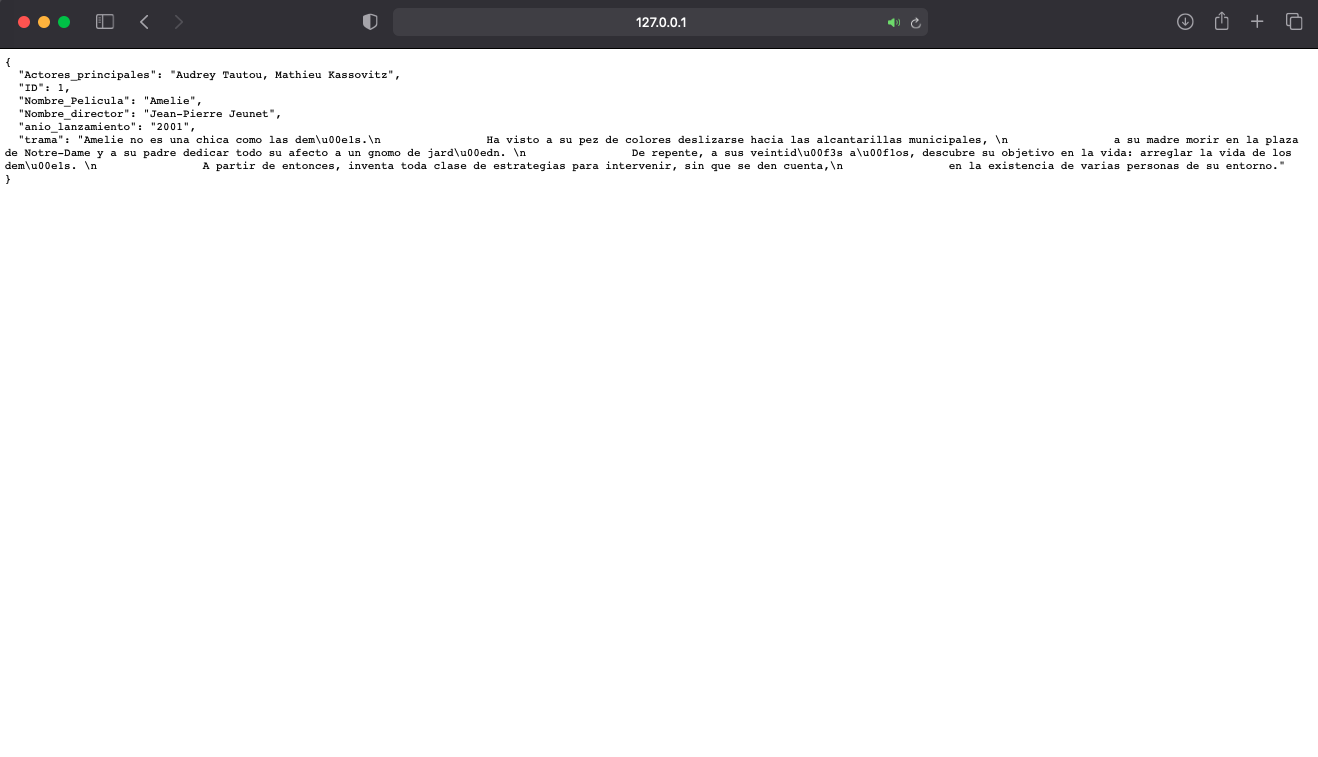 127.0.0.1
{
  "Actores_principales": "Audrey Tautou, Mathieu Kassovitz",
  "ID": 1,
  "Nombre_Pelicula": "Amelie",
  "Nombre_director": "Jean-Pierre Jeunet",
  "anio_lanzamiento": "2001",
  "trama": "Amelie no es una chica como las dem\u00e1s.\n                Ha visto a su pez de colores deslizarse hacia las alcantarillas municipales, \n                a su madre morir en la plaza
de Notre-Dame y a su padre dedicar todo su afecto a un gnomo de jard\u00edn. \n                De repente, a sus veintid\u00f3s a\u00f1os, descubre su objetivo en la vida: arreglar la vida de los
dem\u00e1s. \n                A partir de entonces, inventa toda clase de estrategias para intervenir, sin que se den cuenta,\n                en la existencia de varias personas de su entorno."
}